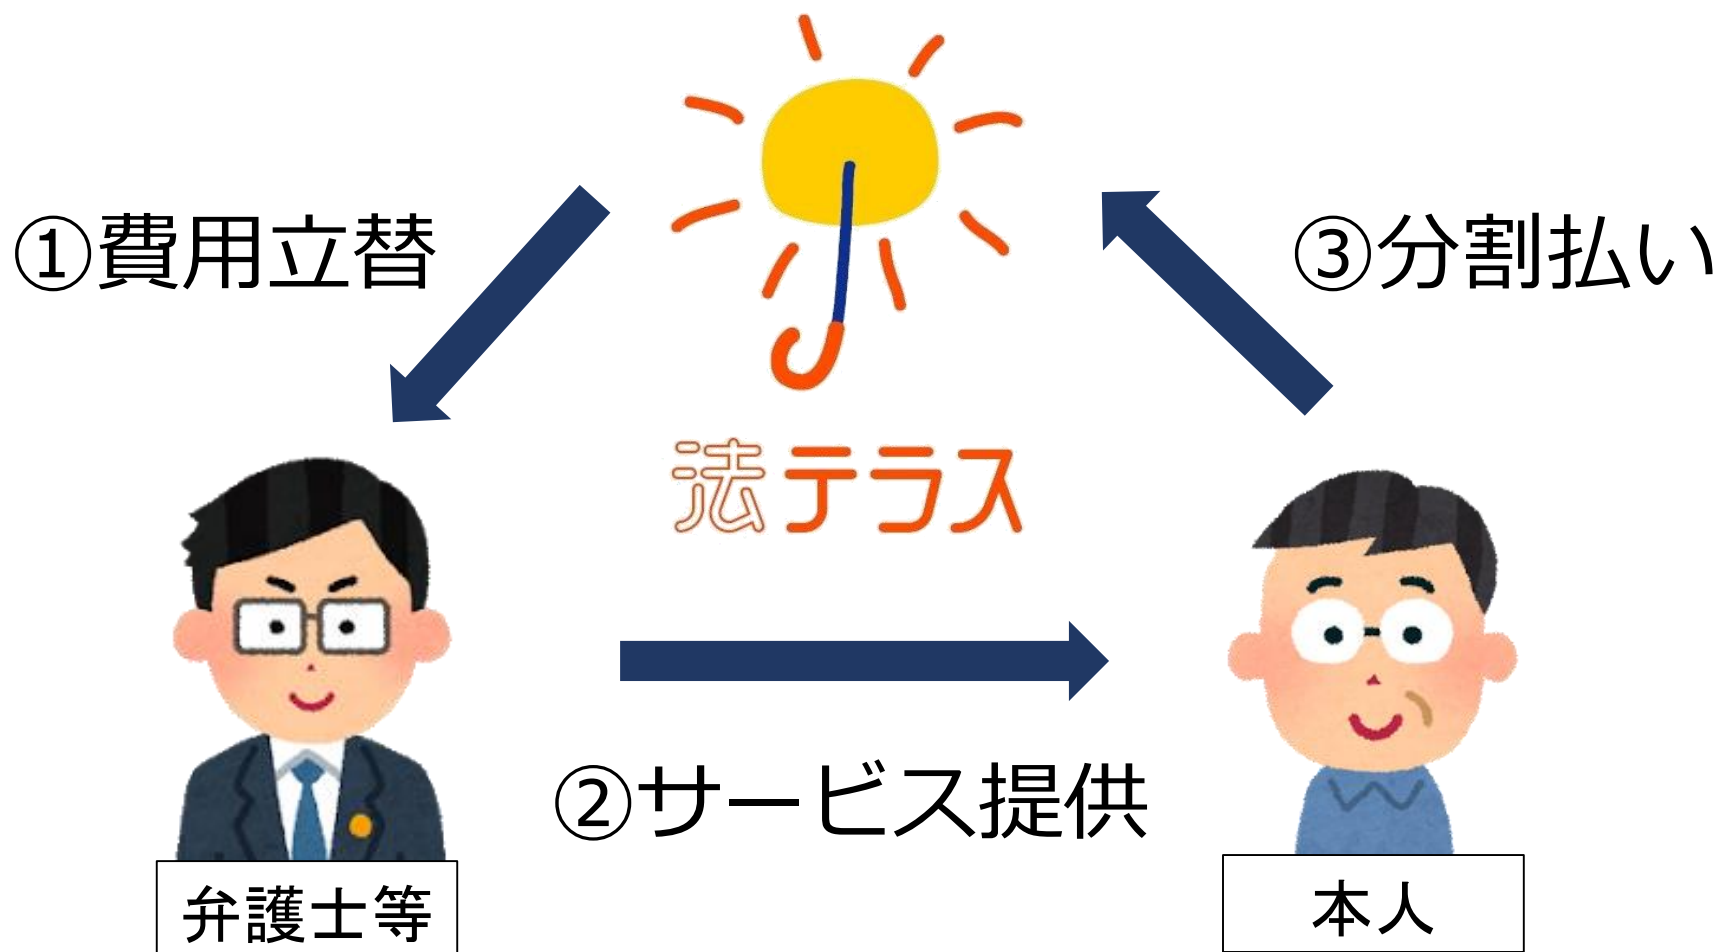 ①費用立替
③分割払い
法テラス
②サービス提供
弁護士等
本人